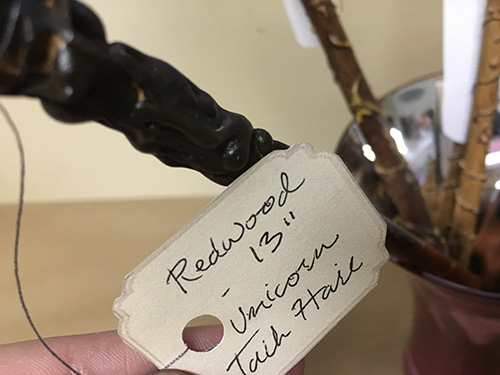 Redwood
- 13"
Unicorn
Tail Hair